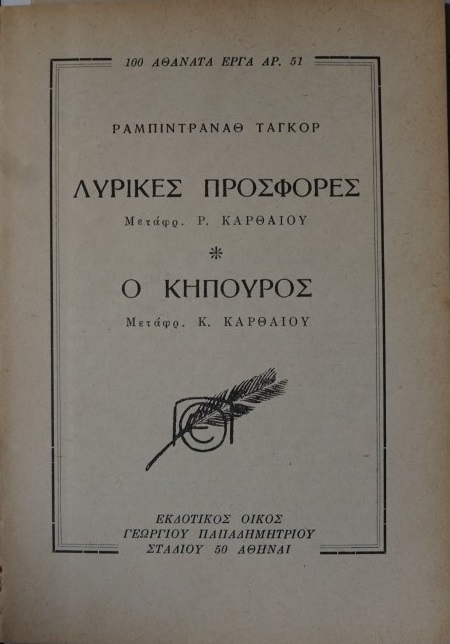 100 ΑΘΑΝΑΤΑ ΕΡΓΑ ΑΡ. 51
ΡΑΜΠΙΝΤΡΑΝΑΘ ΤΑΓΚΟΡ
ΛΥΡΙΚΕΣ ΠΡΟΣΦΟΡΕΣ
Μετάφρ. Ρ. ΚΑΡΘΑΙΟΥ
Ο ΚΗΠΟΥΡΟΣ
Μετάφρ. Κ. ΚΑΡΘΑΙΟΥ
ΕΚΔΟΤΙΚΟΣ ΟΙΚΟΣ
ΓΕΩΡΓΙΟΥ ΠΑΠΑΔΗΜΗΤΡΙΟΥ
ΣΤΑΔΙΟΥ 50 ΑΘΗΝΑΙ